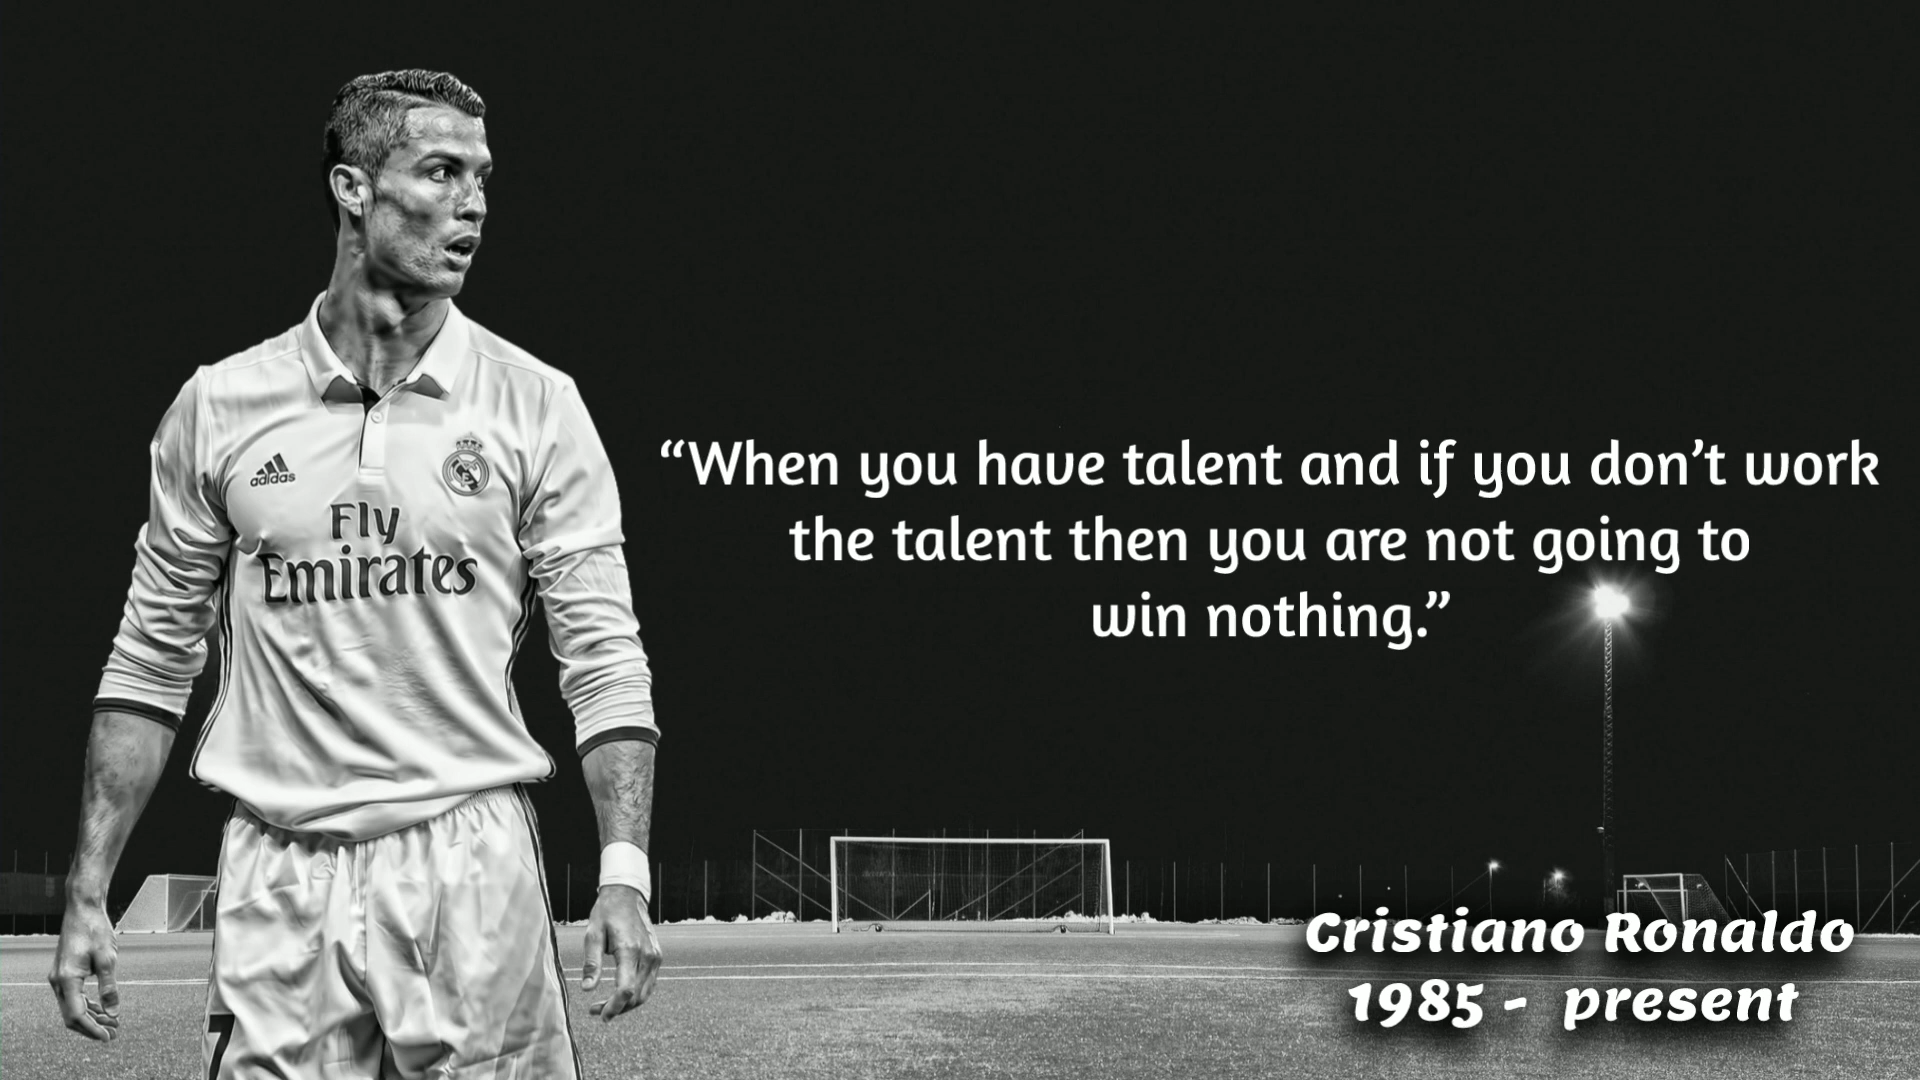 adidas
Fly
Emirates
“When you have talent and if you don’t work
the talent then you are not going to
win nothing.”
7
Cristiano Ronaldo
1985 -  present